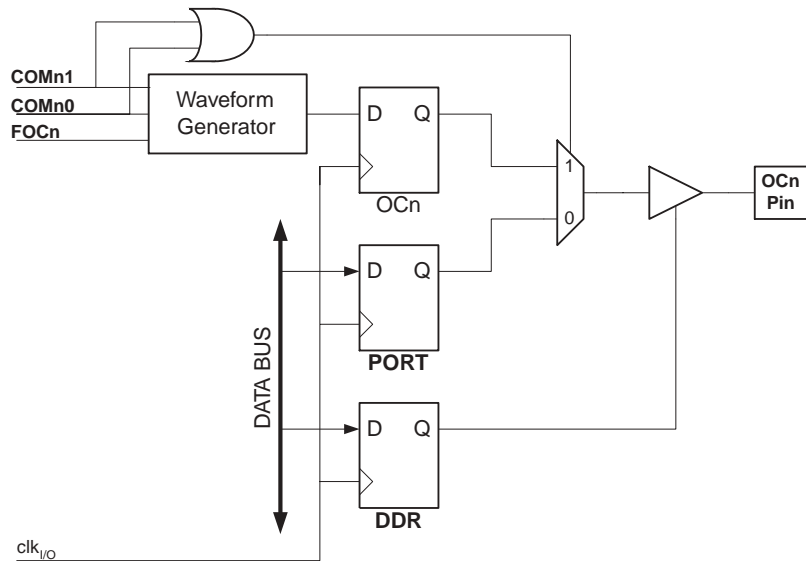 COMn1
COMn0
FOCn
Waveform
Generator
D Q
OCn
1
0
OCn
Pin
D Q
PORT
DATA BUS
D Q
DDR
clkI/O